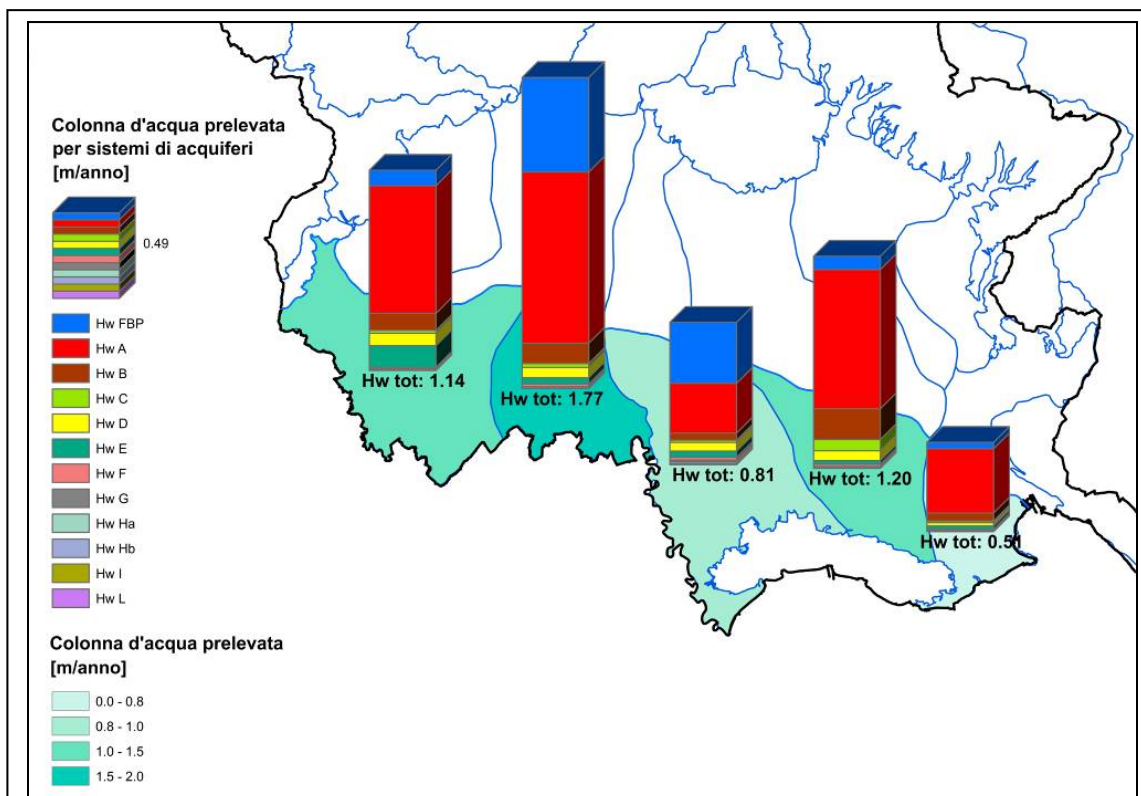 Colonna d'acqua prelevata
per sistemi di acquiferi
[m/anno]
0.49
Hw FBP
Hw A
Hw B
Hw C
Hw D
Hw E
Hw F
Hw G
Hw Ha
Hw Hb
Hw I
Hw L
Colonna d'acqua prelevata
[m/anno]
0.0 - 0.8
0.8 - 1.0
1.0 - 1.5
1.5 - 2.0
Hw tot: 1.14
Hw tot: 1.77
Hw tot: 0.81
Hw tot: 1.20
Hw tot: 0.51